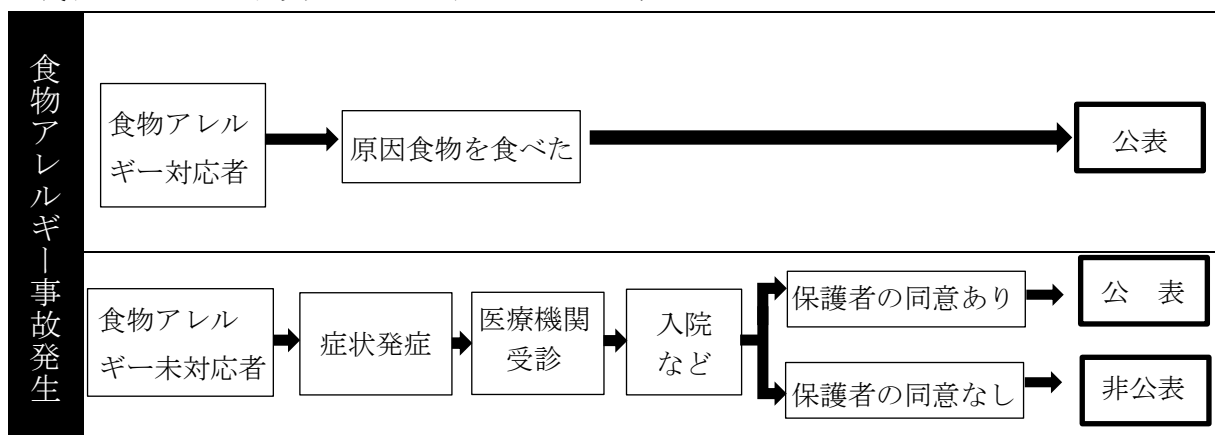 食物アレルギー事故発生
食物アレル
ギー対応者
原因食物を食べた
公表
食物アレル
ギー未対応者
症状発症
医療機関
受診
入院
など
保護者の同意あり
公　表
保護者の同意なし
非公表